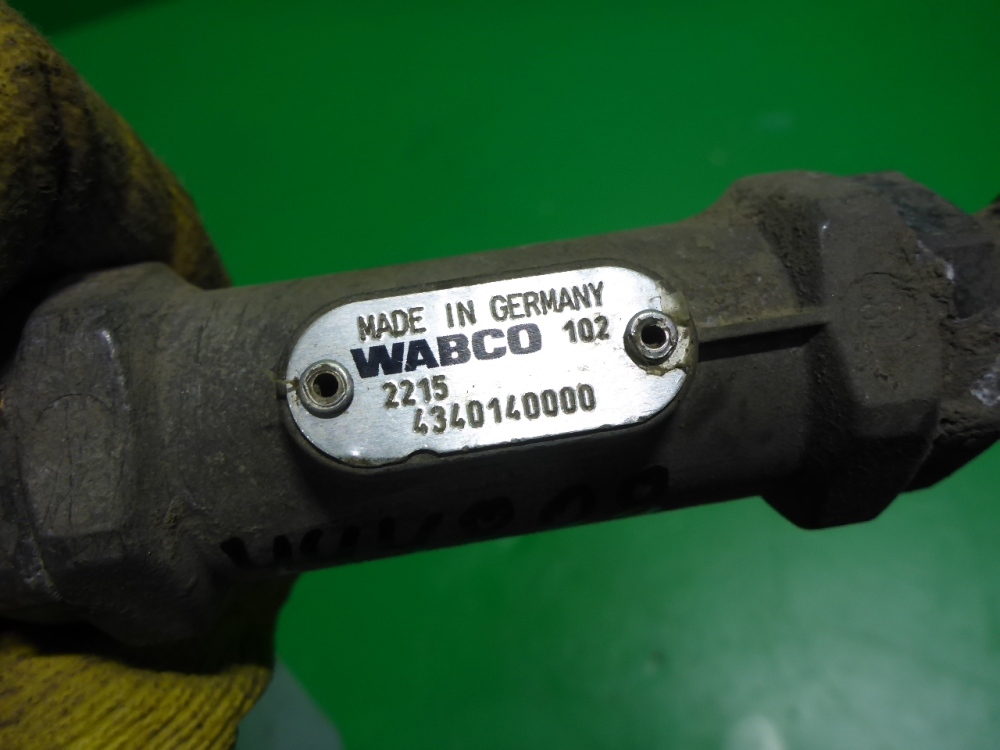 MADE IN GERMANY
WABCO 102
2215
4340140000